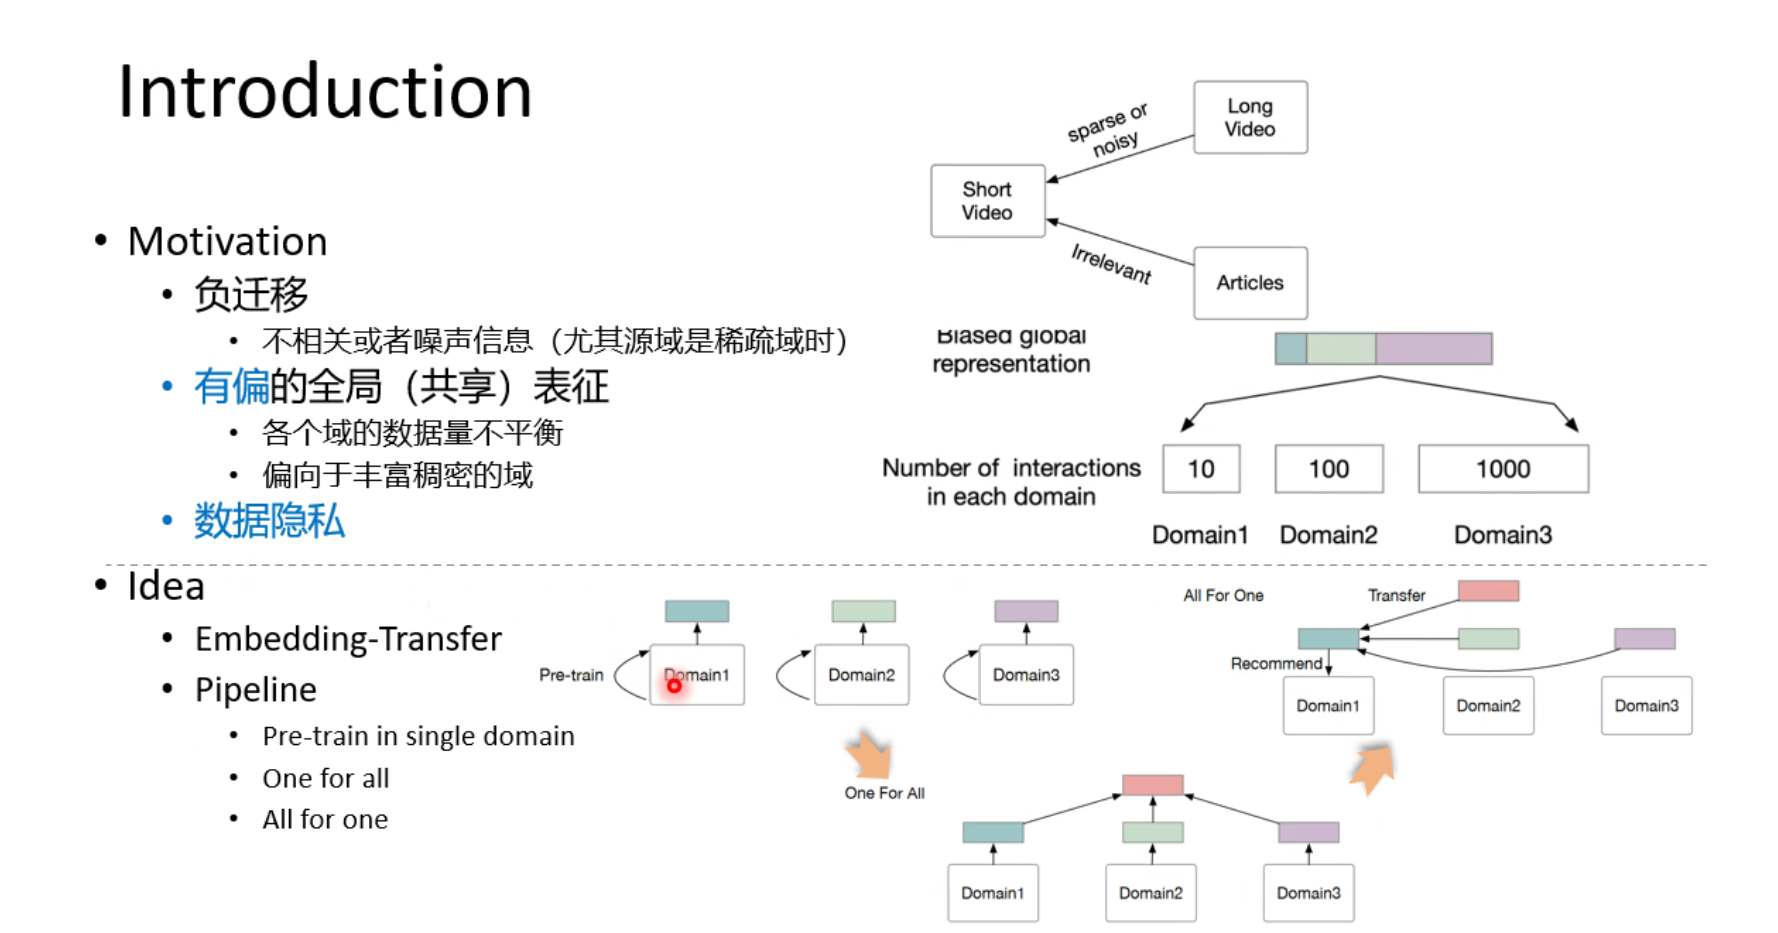 Introduction
• Motivation
• 负迁移
• 不相关或者噪声信息（尤其源域是稀疏域时）
• 有偏的全局（共享）表征
• 各个域的数据量不平衡
• 偏向于丰富稠密的域
• 数据隐私
Long
Video
sparse or
noisy
Short
Video
Irrelevant
Articles
Biased global
representation
Number of interactions
in each domain
10
100
1000
Domain1
Domain2
Domain3
• Idea
• Embedding-Transfer
• Pipeline
• Pre-train in single domain
• One for all
• All for one
Pre-train
Domain1
Domain2
Domain3
One For All
Domain1
Domain2
Domain3
All For One
Transfer
Recommend
Domain1
Domain2
Domain3